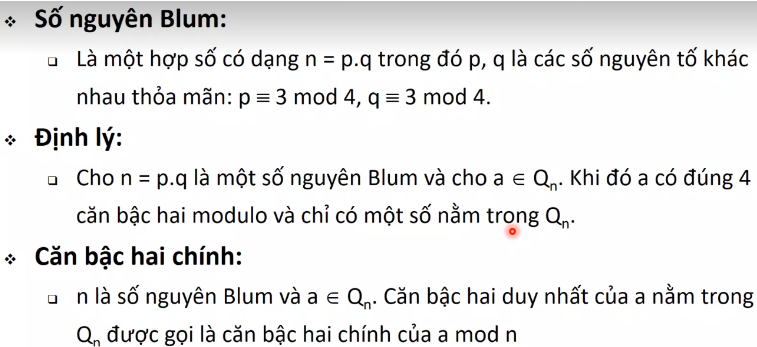 ❖ Số nguyên Blum:
❑ Là một hợp số có dạng n = p.q trong đó p, q là các số nguyên tố khác
nhau thỏa mãn: p ≡ 3 mod 4, q ≡ 3 mod 4.
❖ Định lý:
❑ Cho n = p.q là một số nguyên Blum và cho a ∈ Qₙ. Khi đó a có đúng 4
căn bậc hai modulo và chỉ có một số nằm trong Qₙ.
❖ Căn bậc hai chính:
❑ n là số nguyên Blum và a ∈ Qₙ. Căn bậc hai duy nhất của a nằm trong
Qₙ được gọi là căn bậc hai chính của a mod n